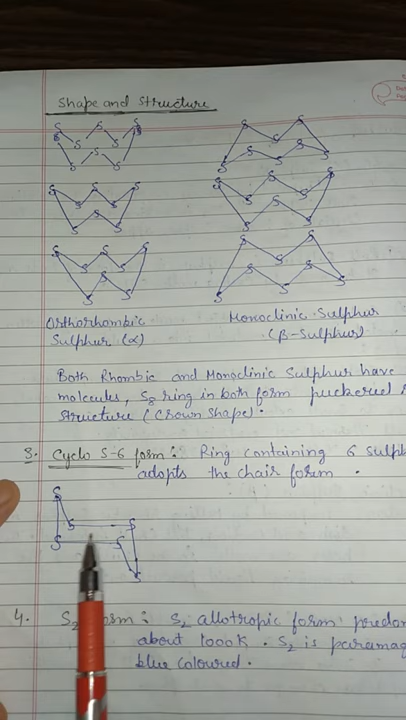 Shape and Structure
S S S S S S S S
S S S S S S S S
S S S S S S S S
S S S S S S S S
S S S S S S S S
S S S S S S S S
Orthorhombic
Sulphur (α)
Monoclinic Sulphur
(β-Sulphur)
Both Rhombic and Monoclinic Sulphur have
molecules, S8 ring in both form puckered
structure (Crown shape).
3. Cyclo S-6 form: Ring containing 6 sulph
adopts the chair form.
S
S S
S S
S
4. S2 form: S2 allotropic form predom
about 1000K. S2 is paramag
blue coloured.